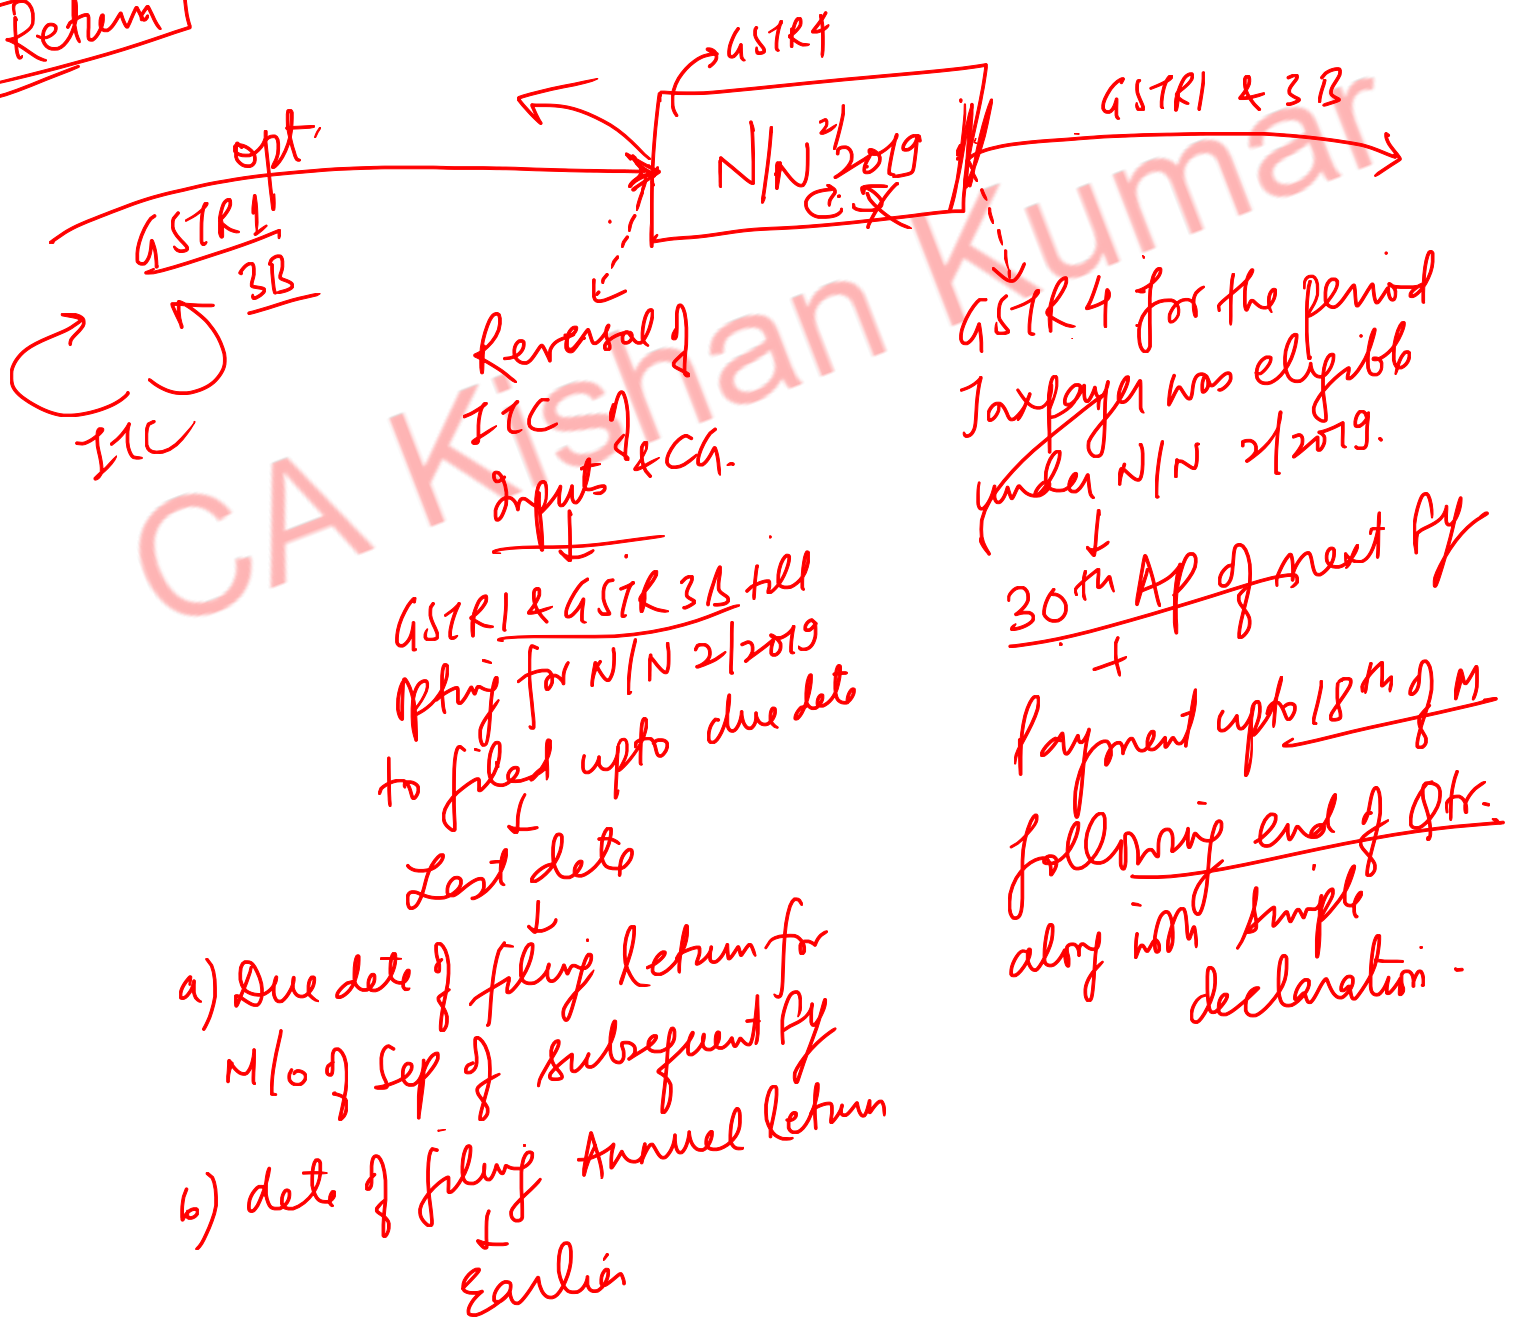 Return
GSTR4
opt
N/N 2/2019
GSTR1 & 3B
GSTR1
3B
ITC
Reversal of
ITC of
Inputs & CG.
GSTR1 & GSTR 3B till
opting for N/N 2/2019
to filed upto due date
Last date
a) Due date of filing return for
M/o of Sep of subsequent fy
b) date of filing Annual return
Earlier
GSTR 4 for the period
Taxpayer was eligible
under N/N 2/2019.
30th Ap of next fy
+
Payment upto 18th of M
following end of Qtr.
along with simple
declaration.
CA Kishan Kumar